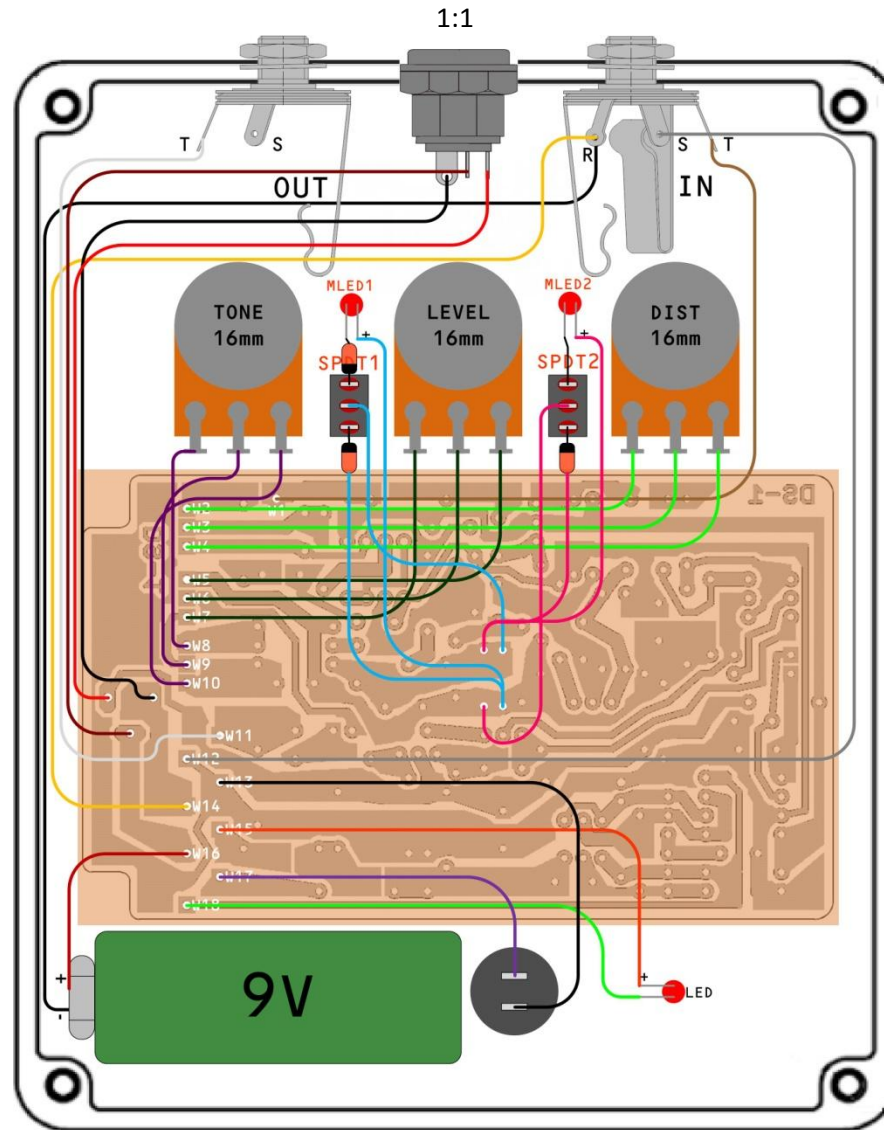 1:1
T S
R S T
OUT
IN
TONE
16mm
MLED1
+
SPDT1
LEVEL
16mm
MLED2
+
SPDT2
DIST
16mm
DS-1
W1
W2
W3
W4
W5
W6
W7
W8
W9
W10
W11
W12
W13
W14
W15
W16
W17
W18
+
-
9V
+
LED